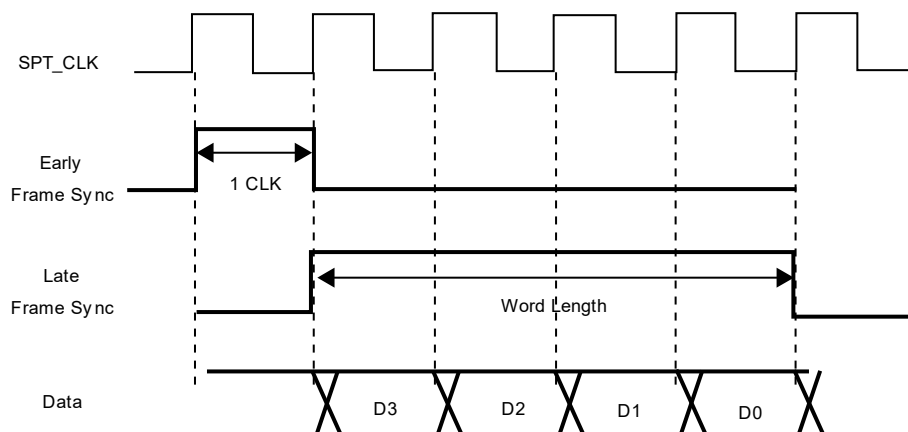 SPT_CLK
Early
Frame Sync
1 CLK
Late
Frame Sync
Word Length
Data
D3
D2
D1
D0